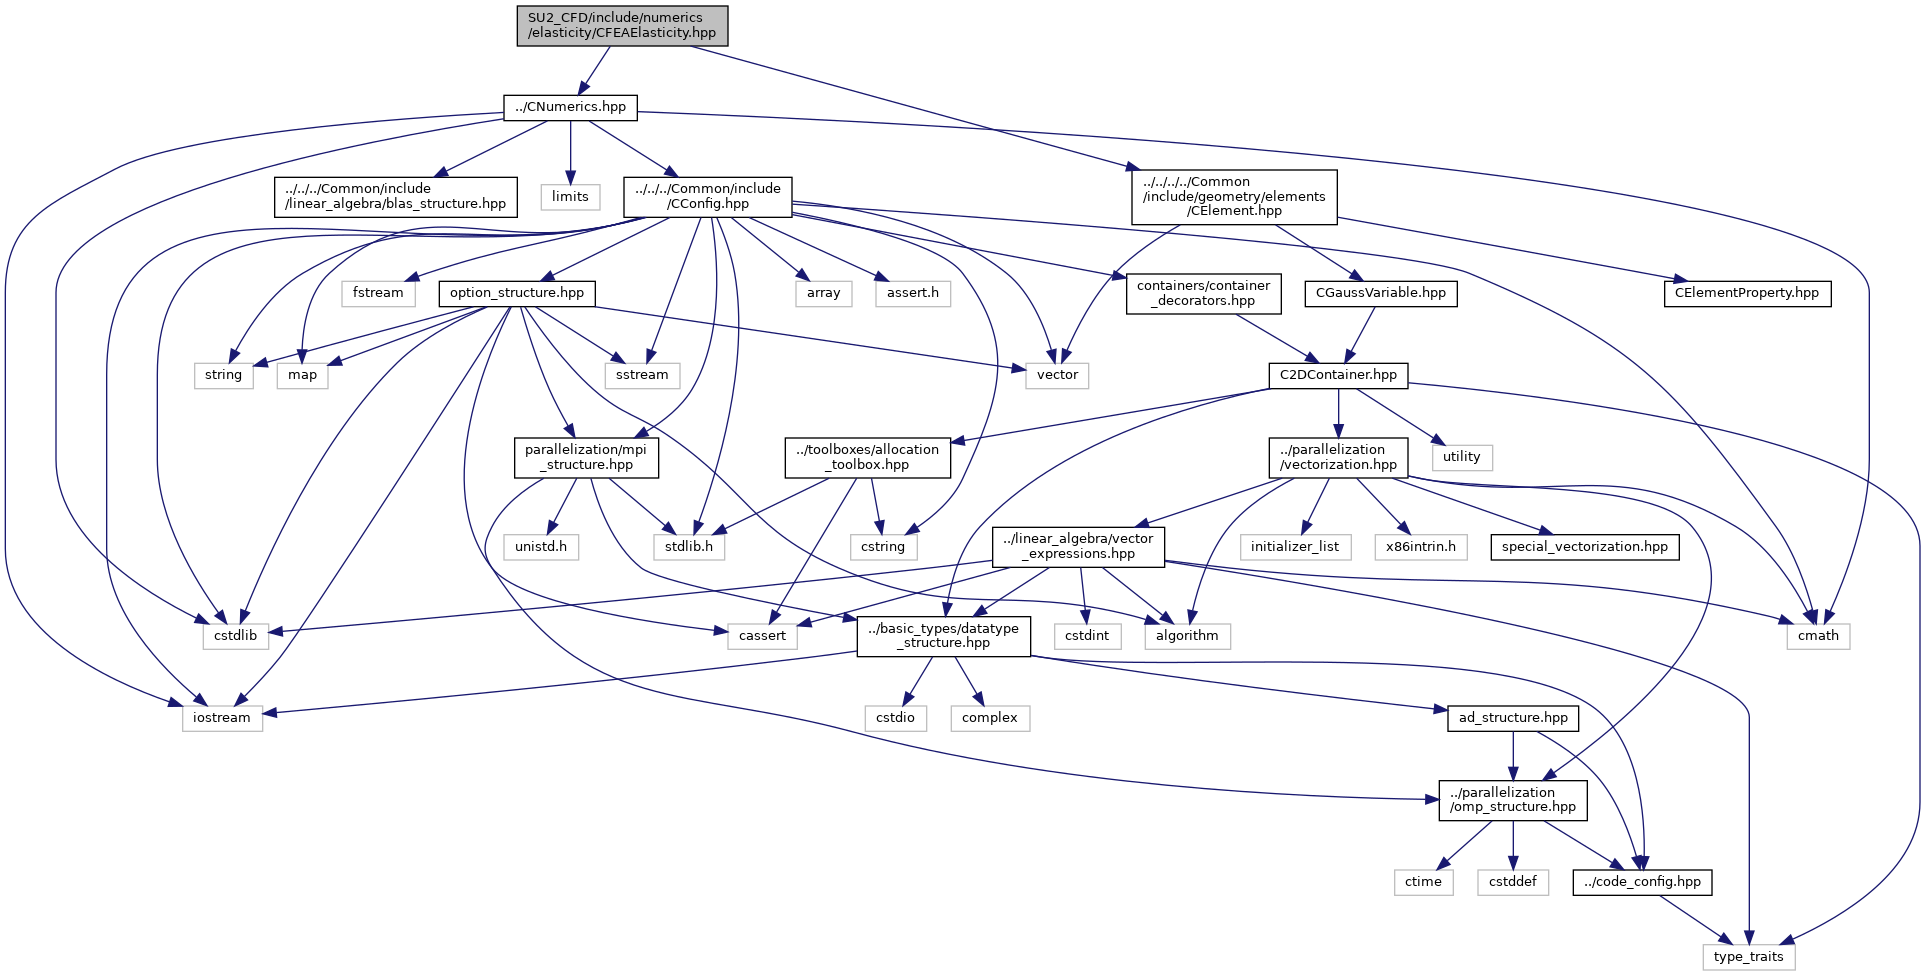 SU2_CFD/include/numerics
/elasticity/CFEAElasticity.hpp
../CNumerics.hpp
../../../Common/include
/linear_algebra/blas_structure.hpp
limits
../../../Common/include
/CConfig.hpp
../../../../Common
/include/geometry/elements
/CElement.hpp
fstream
option_structure.hpp
array
assert.h
containers/container
_decorators.hpp
CGaussVariable.hpp
CElementProperty.hpp
string
map
sstream
vector
C2DContainer.hpp
parallelization/mpi
_structure.hpp
../toolboxes/allocation
_toolbox.hpp
../parallelization
/vectorization.hpp
utility
unistd.h
stdlib.h
cstring
../linear_algebra/vector
_expressions.hpp
initializer_list
x86intrin.h
special_vectorization.hpp
cstdlib
cassert
../basic_types/datatype
_structure.hpp
cstdint
algorithm
cmath
iostream
cstdio
complex
ad_structure.hpp
../parallelization
/omp_structure.hpp
ctime
cstddef
../code_config.hpp
type_traits